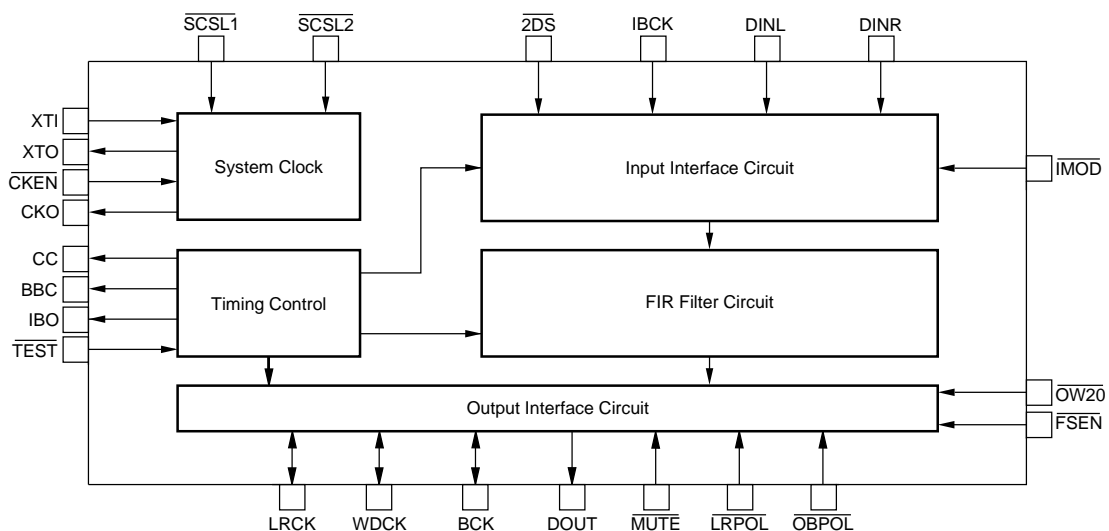 SCSL1 SCSL2 2DS IBCK DINL DINR
XTI
XTO
CKEN
CKO
System Clock
Input Interface Circuit
IMOD
CC
BBC
IBO
TEST
Timing Control
FIR Filter Circuit
Output Interface Circuit
OW20
FSEN
LRCK WDCK BCK DOUT MUTE LRPOL OBPOL